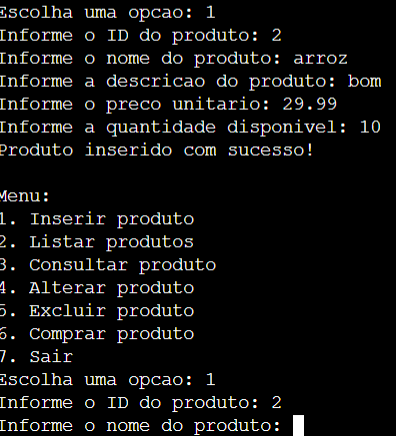 Escolha uma opcao: 1
Informe o ID do produto: 2
Informe o nome do produto: arroz
Informe a descricao do produto: bom
Informe o preco unitario: 29.99
Informe a quantidade disponivel: 10
Produto inserido com sucesso!
Menu:
1. Inserir produto
2. Listar produtos
3. Consultar produto
4. Alterar produto
5. Excluir produto
6. Comprar produto
7. Sair
Escolha uma opcao: 1
Informe o ID do produto: 2
Informe o nome do produto: